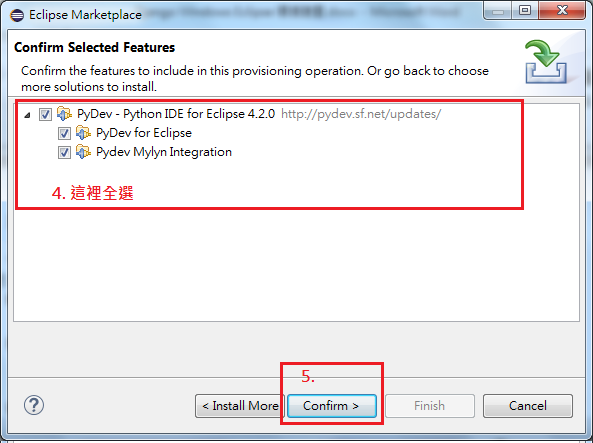 Eclipse Marketplace
Confirm Selected Features
Confirm the features to include in this provisioning operation. Or go back to choose
more solutions to install.
PyDev - Python IDE for Eclipse 4.2.0 http://pydev.sf.net/updates/
PyDev for Eclipse
Pydev Mylyn Integration
4. 這裡全選
5.
?
< Install More
Confirm >
Finish
Cancel